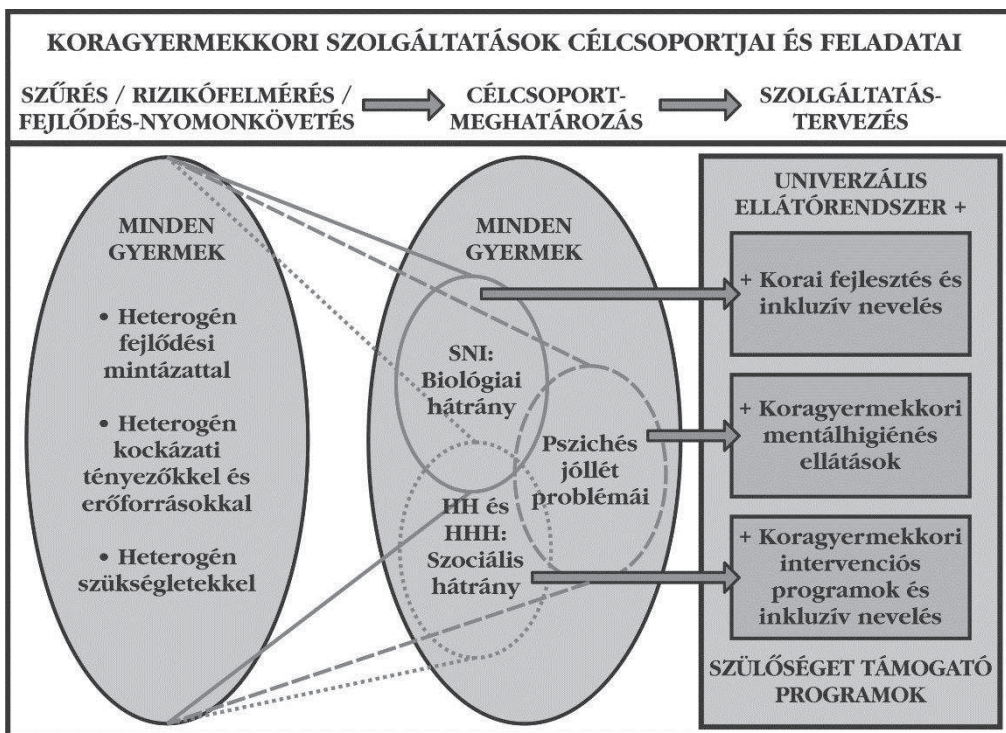 KORAGYERMEKKORI SZOLGÁLTATÁSOK CÉLCSOPORTJAI ÉS FELADATAI
SZŰRÉS / RIZIKÓFELMÉRÉS /
FEJLŐDÉS-NYOMONKÖVETÉS
CÉLCSOPORT-
MEGHATÁROZÁS
SZOLGÁLTATÁS-
TERVEZÉS
MINDEN
GYERMEK
• Heterogén
fejlődési
mintázattal
• Heterogén
kockázati
tényezőkkel és
erőforrásokkal
• Heterogén
szükségletekkel
MINDEN
GYERMEK
SNI:
Biológiai
hátrány
Pszichés
jóllét
problémái
HH és
HHH:
Szociális
hátrány
UNIVERZÁLIS
ELLÁTÓRENDSZER +
+ Korai fejlesztés és
inkluzív nevelés
+ Koragyermekkori
mentálhigiénés
ellátások
+ Koragyermekkori
intervenciós
programok és
inkluzív nevelés
SZÜLŐSÉGET TÁMOGATÓ
PROGRAMOK